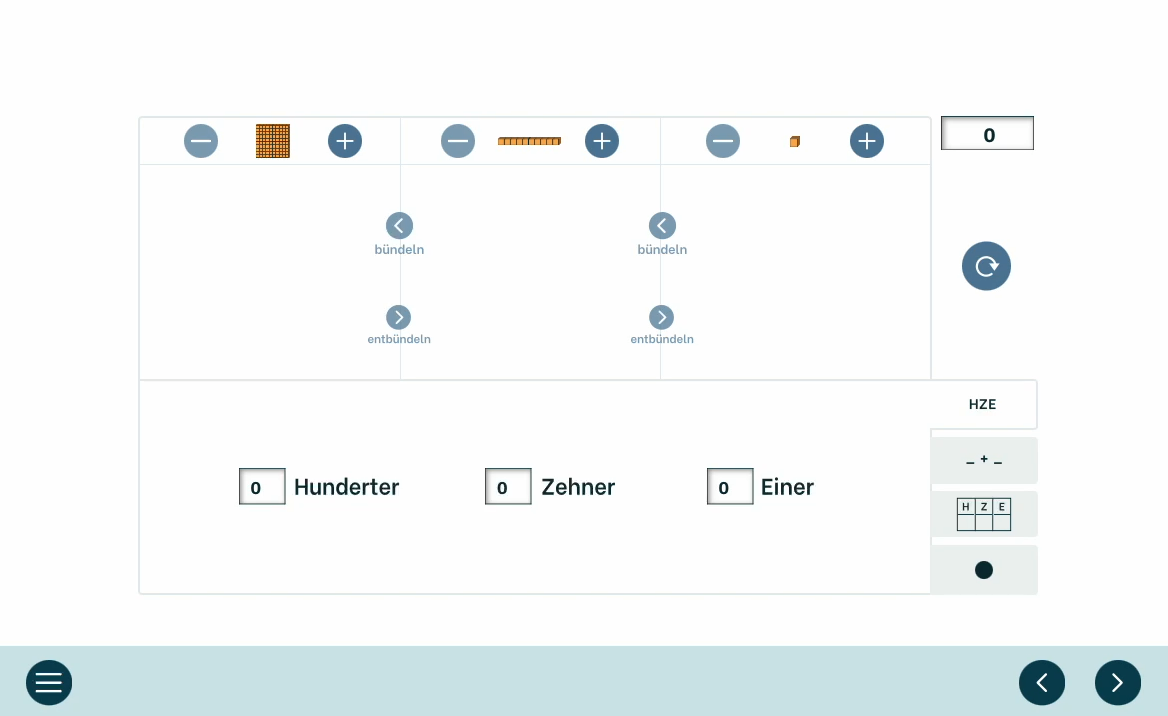 0
bündeln bündeln
entbündeln entbündeln
HZE
– + –
0 Hunderter 0 Zehner 0 Einer
H Z E